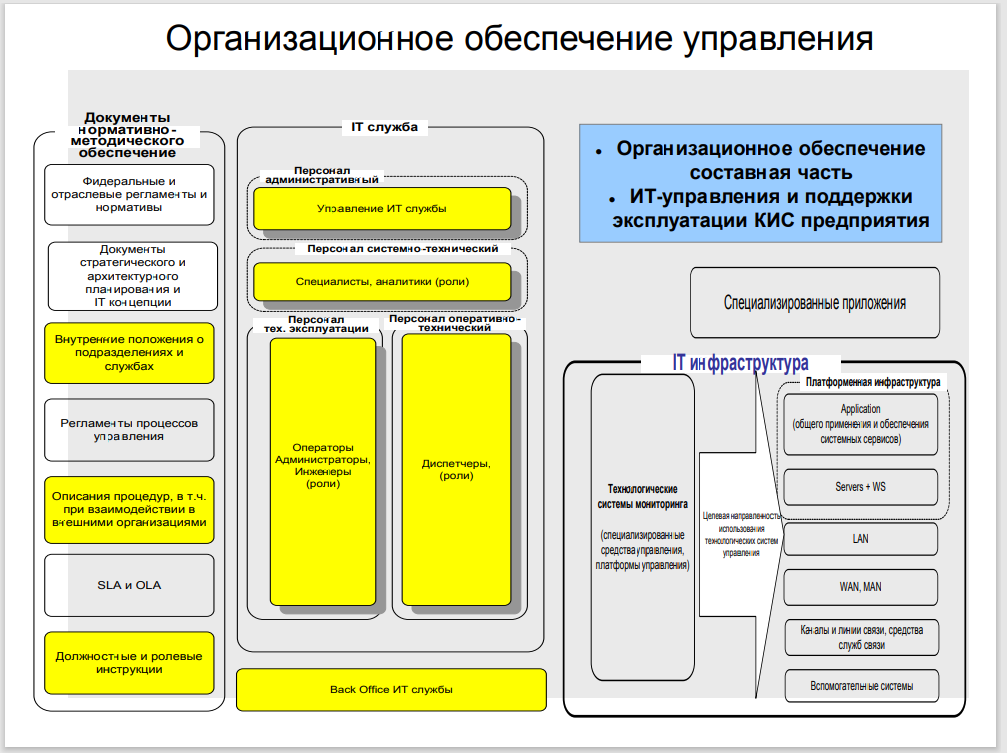 Организационное обеспечение управления
Документы
нормативно-
методического
обеспечение
Федеральные и
отраслевые регламенты и
нормативы
Документы
стратегического и
архитектурного
планирования и
IT концепции
Внутренние положения о
подразделениях и
службах
Регламенты процессов
управления
Описания процедур, в т.ч.
при взаимодействии в
внешними организациями
SLA и OLA
Должностные и ролевые
инструкции
IT служба
Персонал
административный
Управление ИТ службы
Персонал системно-технический
Специалисты, аналитики (роли)
Персонал
тех. эксплуатации
Операторы
Администраторы,
Инженеры
(роли)
Персонал оперативно-
технический
Диспетчеры,
(роли)
Back Office ИТ службы
• Организационное обеспечение
составная часть
• ИТ-управления и поддержки
эксплуатации КИС предприятия
Специализированные приложения
IT инфраструктура
Технологические
системы мониторинга
(специализированные
средства управления,
платформы управления)
Целевая направленность
использования
технологических систем
управления
Платформенная инфраструктура
Application
(общего применения и обеспечения
системных сервисов)
Servers + WS
LAN
WAN, MAN
Каналы и линии связи, средства
служб связи
Вспомогательные системы